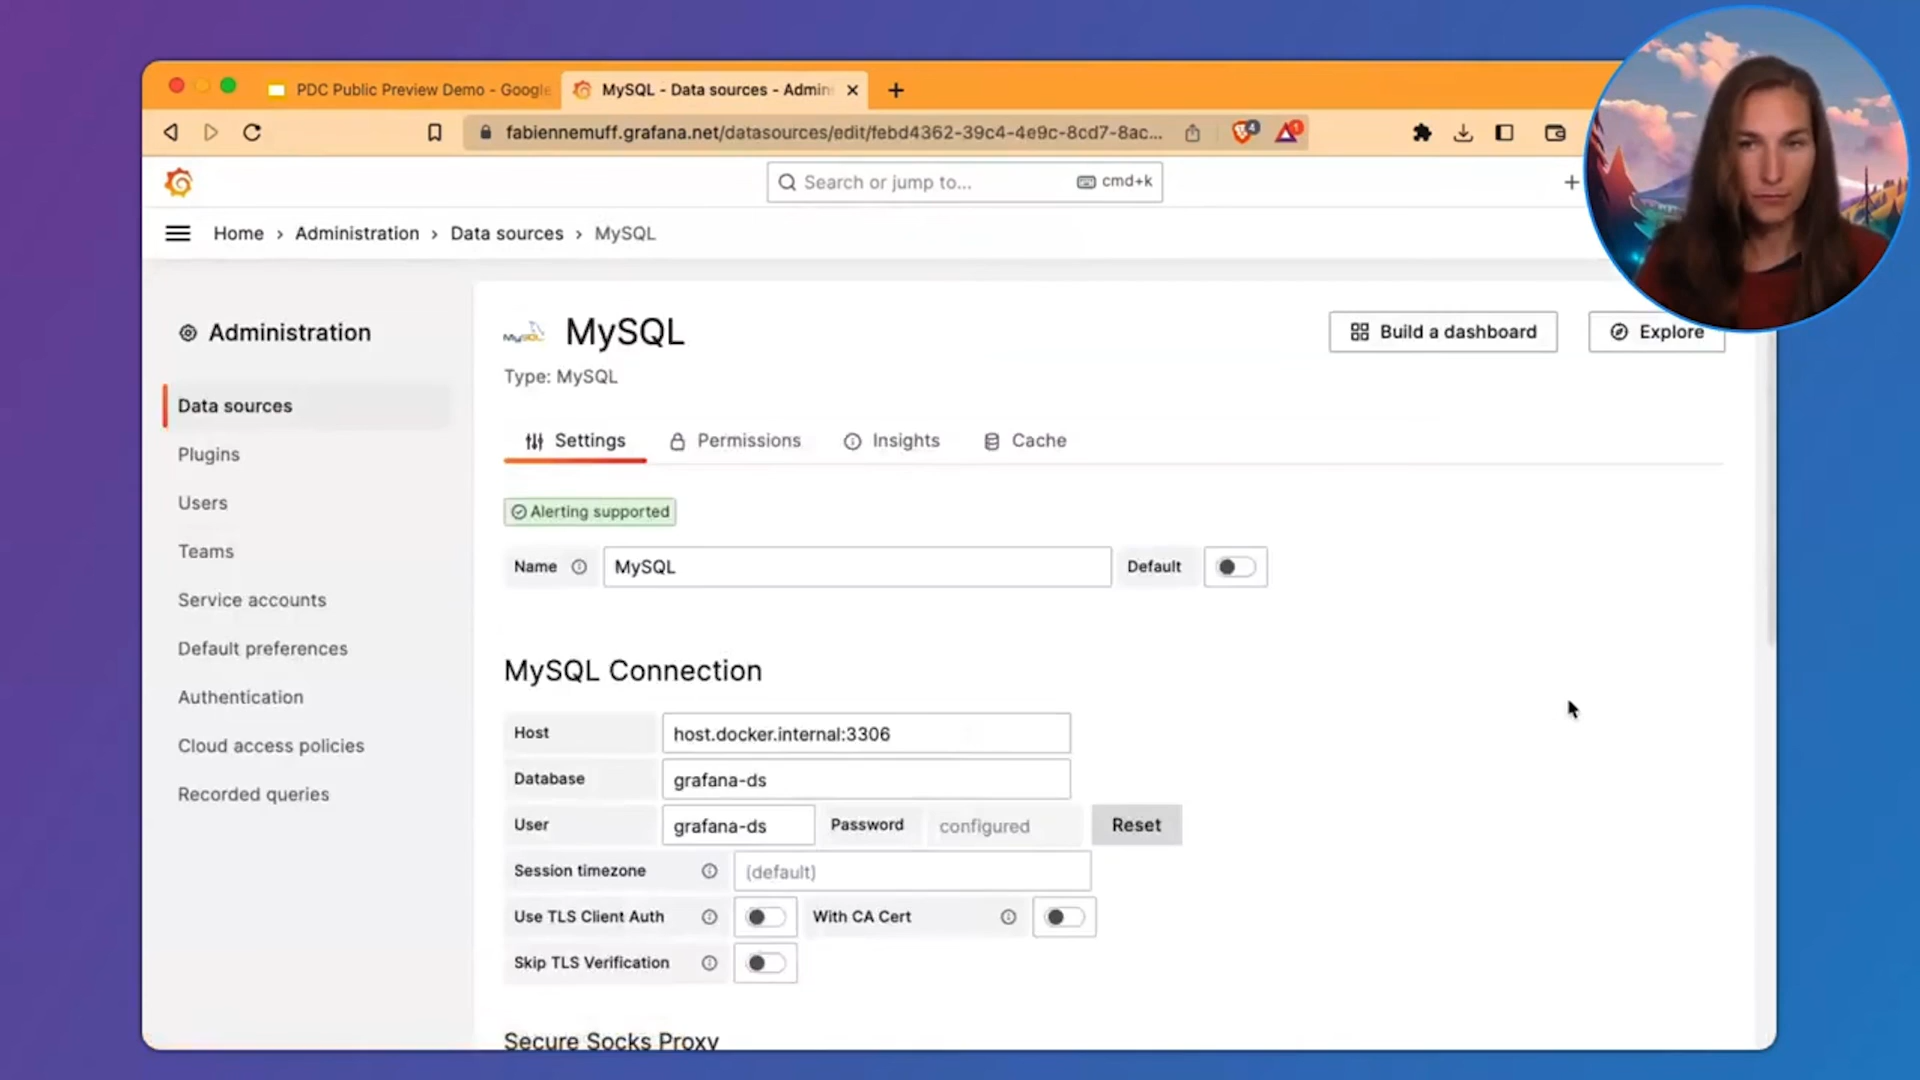 PDC Public Preview Demo - Google
MySQL - Data sources - Admin
fabiennemuff.grafana.net/datasources/edit/febd4362-39c4-4e9c-8cd7-8ac...
4
1
Search or jump to...
cmd+k
Home › Administration › Data sources › MySQL
Administration
Data sources
Plugins
Users
Teams
Service accounts
Default preferences
Authentication
Cloud access policies
Recorded queries
MySQL
MySQL
Type: MySQL
Build a dashboard
Explore
Settings
Permissions
Insights
Cache
Alerting supported
Name
MySQL
Default
MySQL Connection
Host
host.docker.internal:3306
Database
grafana-ds
User
grafana-ds
Password
configured
Reset
Session timezone
(default)
Use TLS Client Auth
With CA Cert
Skip TLS Verification
Secure Socks Proxy